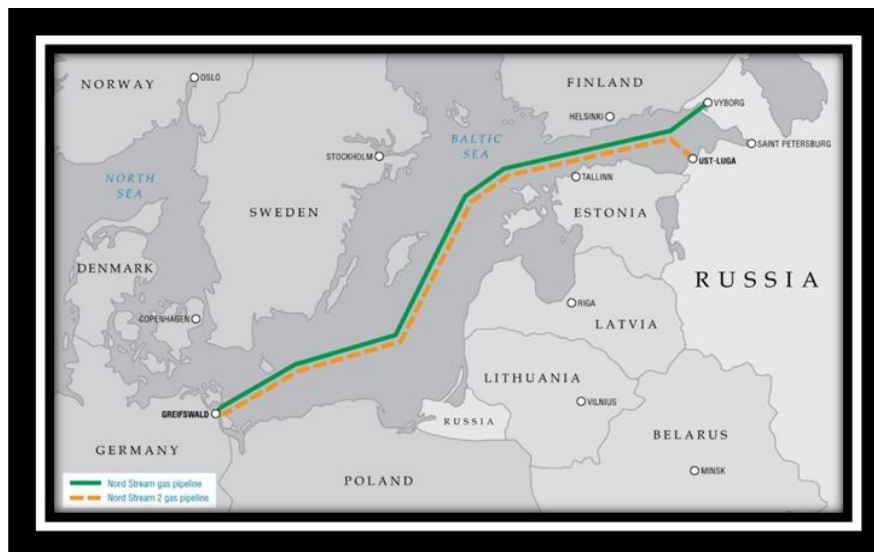 NORWAY
OSLO
FINLAND
HELSINKI
VYBORG
BALTIC
SEA
STOCKHOLM
SAINT PETERSBURG
UST-LUGA
NORTH
SEA
TALLINN
SWEDEN
ESTONIA
DENMARK
RUSSIA
COPENHAGEN
RIGA
LATVIA
LITHUANIA
VILNIUS
GREIFSWALD
RUSSIA
BELARUS
GERMANY
MINSK
POLAND
Nord Stream gas pipeline
Nord Stream 2 gas pipeline